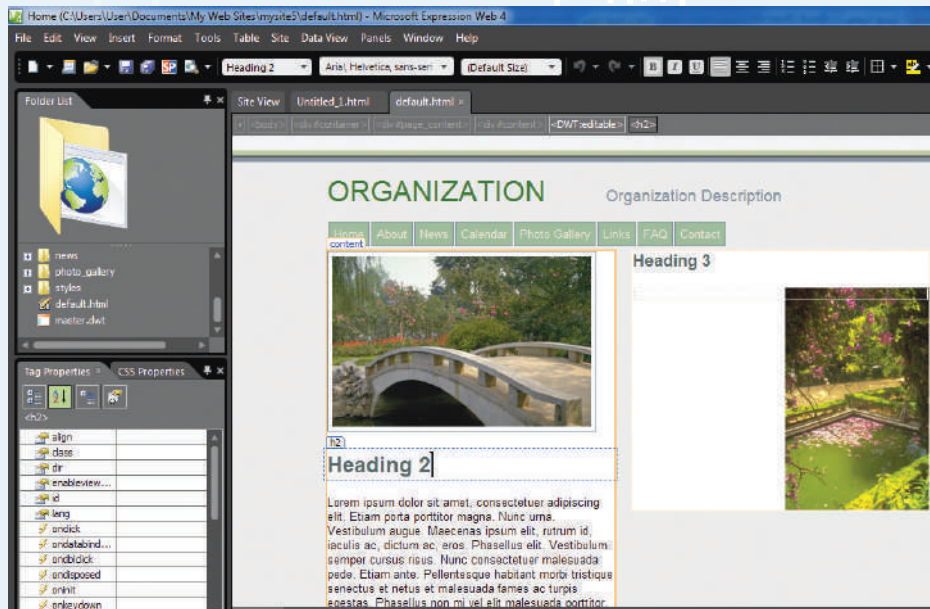 Home (C:\Users\User\Documents\My Web Sites\mysite5\default.html) - Microsoft Expression Web 4
File Edit View Insert Format Tools Table Site Data View Panels Window Help
Heading 2 Arial, Helvetica, sans-seri (Default Size) B I U
Folder List
Site View Untitled_1.html default.html ×
<body> <div #container> <div #page_content> <div #content> <DWT:editable> <h2>
ORGANIZATION Organization Description
Home About News Calendar Photo Gallery Links FAQ Contact
content
Heading 3
news
photo_gallery
styles
default.html
master.dwt
Tag Properties × CSS Properties
<h2>
align
class
dir
enableview...
id
lang
onclick
ondatabind...
ondblclick
ondisposed
oninit
onkeydown
h2
Heading 2
Lorem ipsum dolor sit amet, consectetuer adipiscing
elit. Etiam porta porttitor magna. Nunc urna.
Vestibulum augue. Maecenas ipsum elit, rutrum id,
iaculis ac, dictum ac, eros. Phasellus elit. Vestibulum
semper cursus risus. Nunc consectetuer malesuada
pede. Etiam ante. Pellentesque habitant morbi tristique
senectus et netus et malesuada fames ac turpis
egestas. Phasellus non mi vel elit malesuada porttitor.